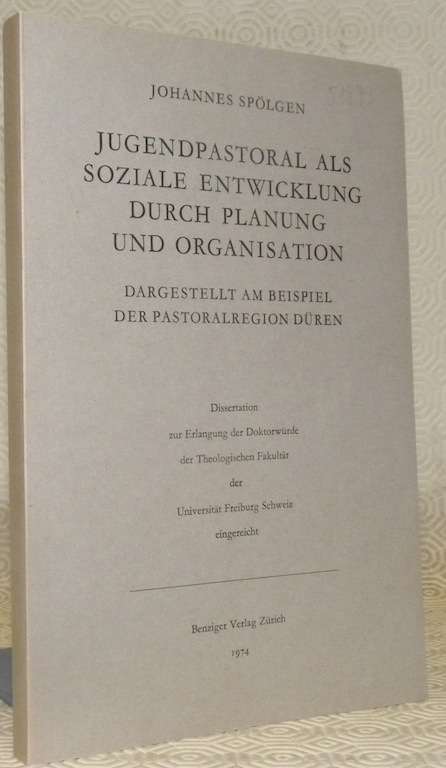 JOHANNES SPÖLGEN
JUGENDPASTORAL ALS
SOZIALE ENTWICKLUNG
DURCH PLANUNG
UND ORGANISATION
DARGESTELLT AM BEISPIEL
DER PASTORALREGION DÜREN
Dissertation
zur Erlangung der Doktorwürde
der Theologischen Fakultät
der
Universität Freiburg Schweiz
eingereicht
Benziger Verlag Zürich
1974